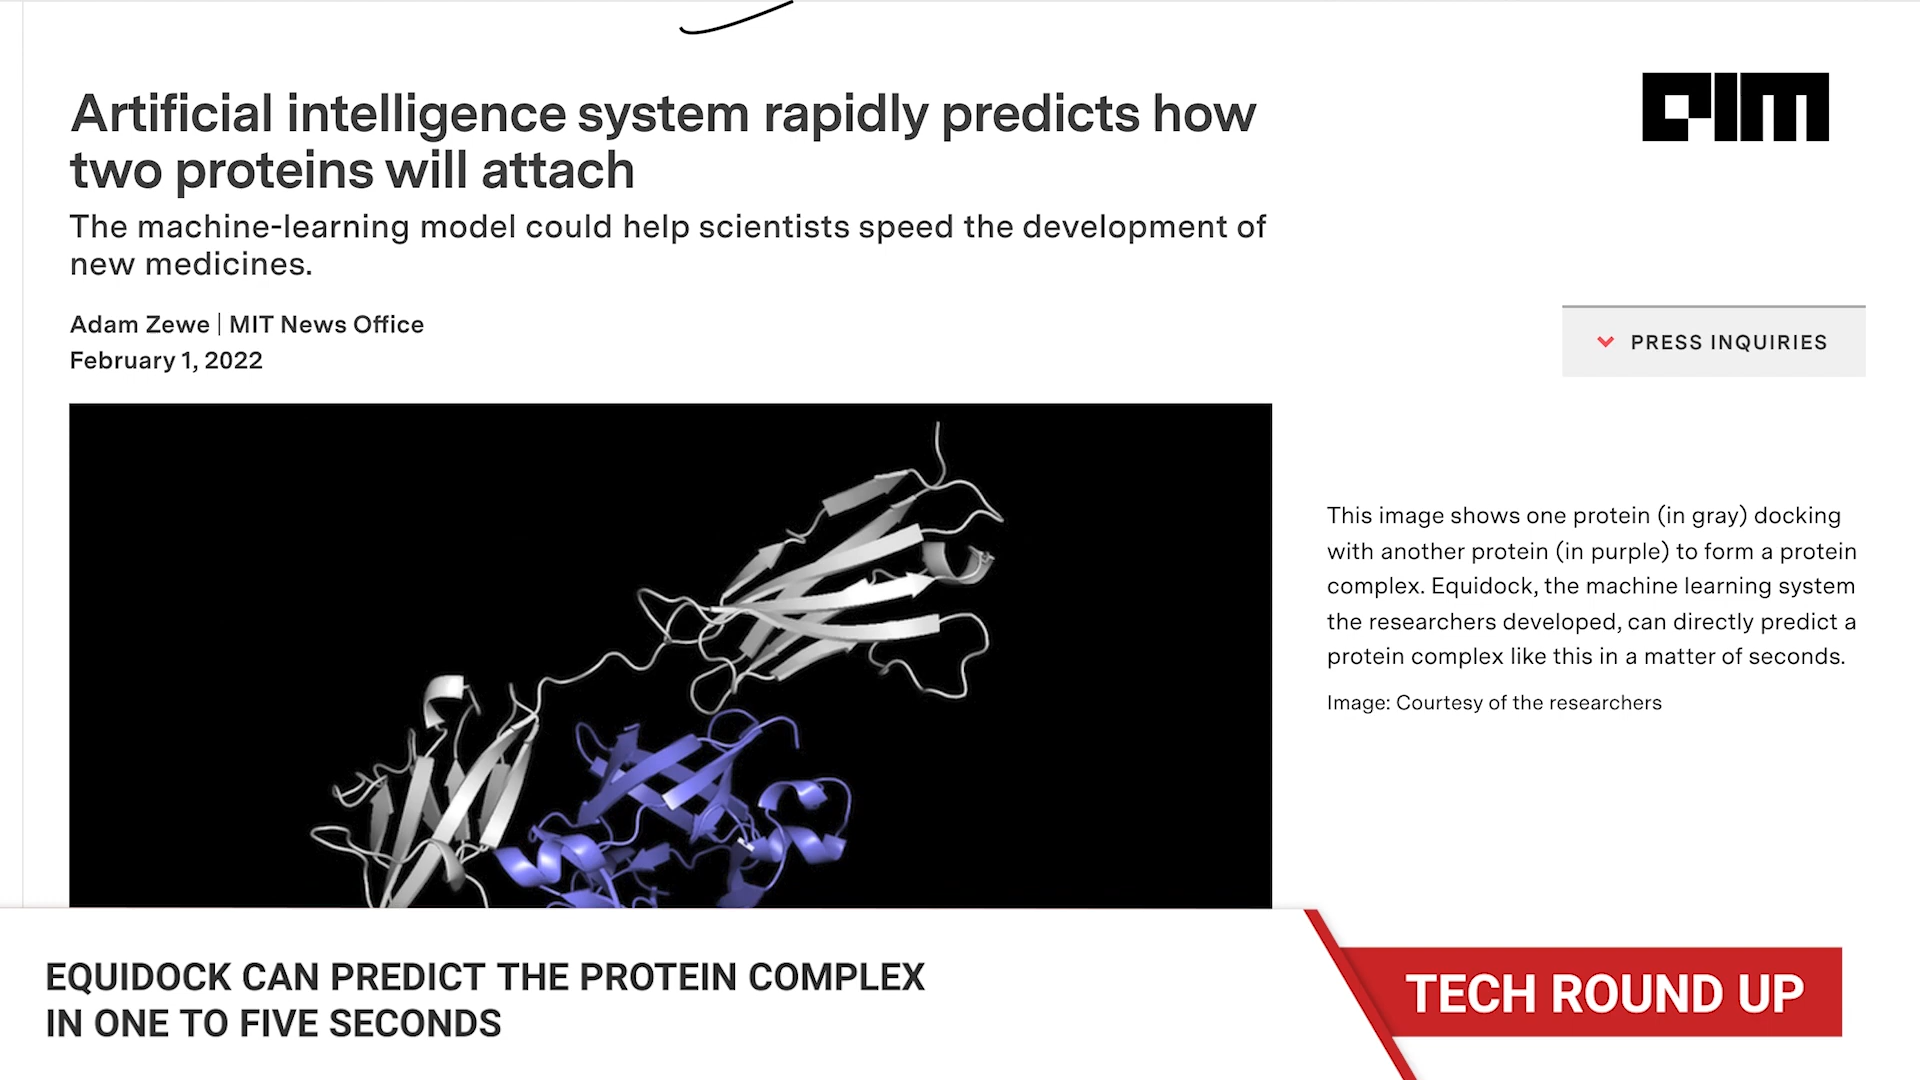 Artificial intelligence system rapidly predicts how
two proteins will attach
The machine-learning model could help scientists speed the development of
new medicines.
Adam Zewe | MIT News Office
February 1, 2022
AIM
PRESS INQUIRIES
This image shows one protein (in gray) docking
with another protein (in purple) to form a protein
complex. Equidock, the machine learning system
the researchers developed, can directly predict a
protein complex like this in a matter of seconds.
Image: Courtesy of the researchers
EQUIDOCK CAN PREDICT THE PROTEIN COMPLEX
IN ONE TO FIVE SECONDS
TECH ROUND UP